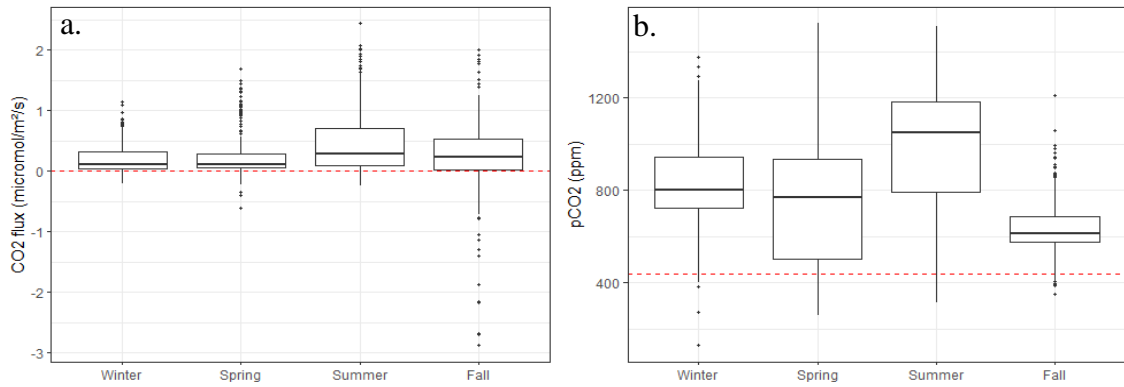 a.
CO2 flux (micromol/m²/s)
2
1
0
-1
-2
-3
Winter Spring Summer Fall
b.
pCO2 (ppm)
1200
800
400
Winter Spring Summer Fall